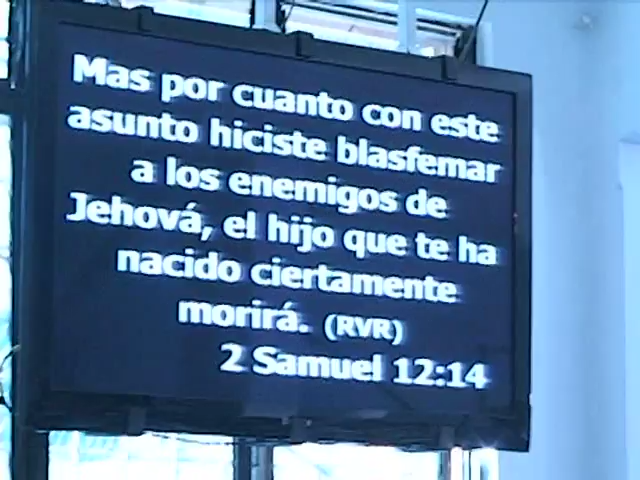 Mas por cuanto con este
asunto hiciste blasfemar
a los enemigos de
Jehová, el hijo que te ha
nacido ciertamente
morirá. (RVR)
2 Samuel 12:14